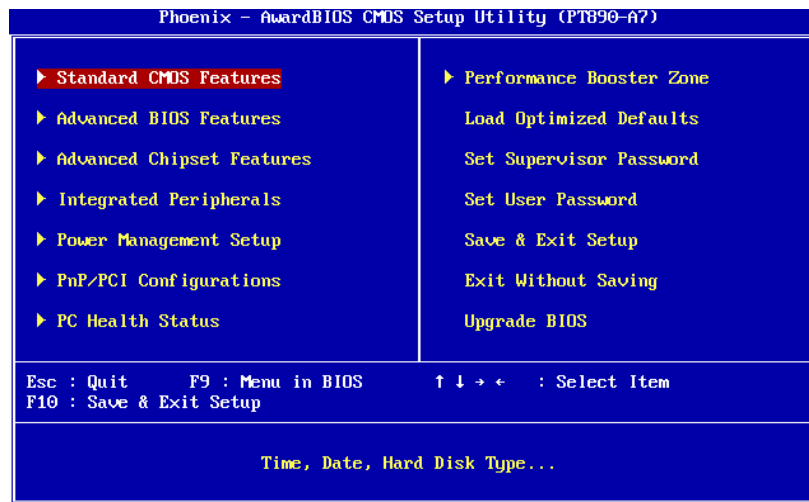 Phoenix - AwardBIOS CMOS Setup Utility (PT890-A7)
▶ Standard CMOS Features
▶ Advanced BIOS Features
▶ Advanced Chipset Features
▶ Integrated Peripherals
▶ Power Management Setup
▶ PnP/PCI Configurations
▶ PC Health Status
▶ Performance Booster Zone
Load Optimized Defaults
Set Supervisor Password
Set User Password
Save & Exit Setup
Exit Without Saving
Upgrade BIOS
Esc : Quit F9 : Menu in BIOS ↑ ↓ → ← : Select Item
F10 : Save & Exit Setup
Time, Date, Hard Disk Type...